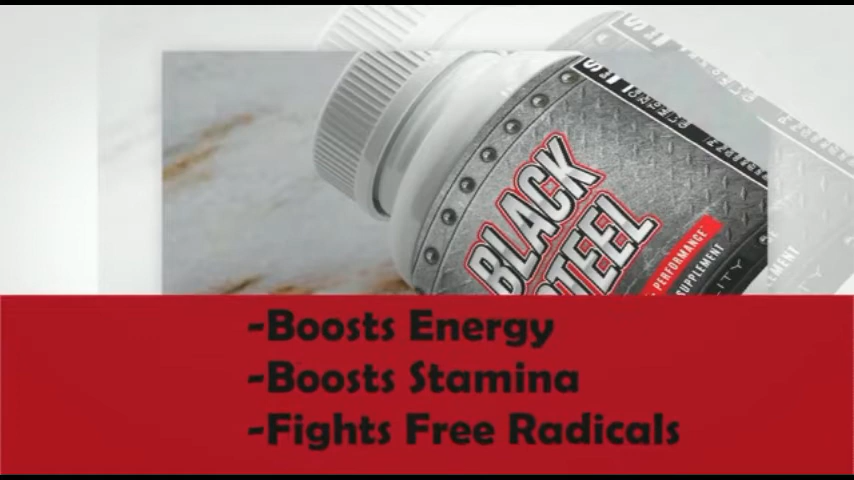 BLACK
STEEL
PERFORMANCE
SUPPLEMENT
-Boosts Energy
-Boosts Stamina
-Fights Free Radicals